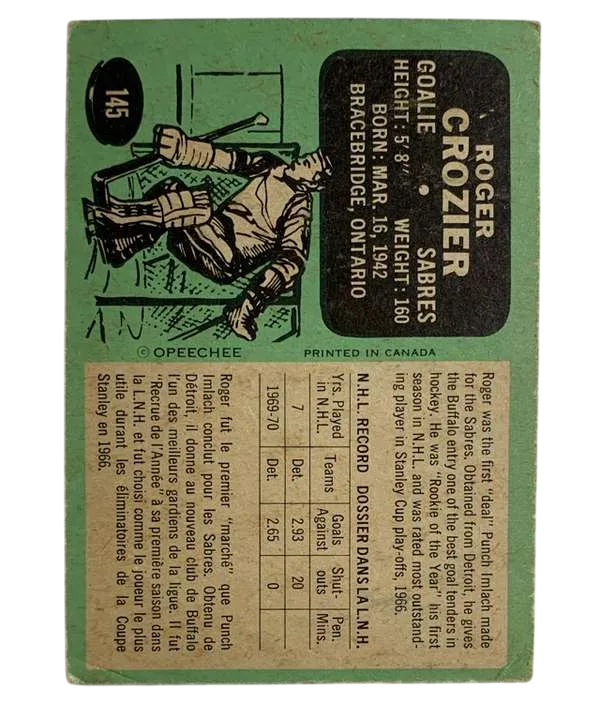 145
ROGER
CROZIER
GOALIE • SABRES
HEIGHT: 5' 8" WEIGHT: 160
BORN: MAR. 16, 1942
BRACEBRIDGE, ONTARIO
© OPEECHEE
PRINTED IN CANADA
Roger was the first "deal" Punch Imlach made
for the Sabres. Obtained from Detroit, he gives
the Buffalo entry one of the best goal tenders in
hockey. He was "Rookie of the Year" his first
season in N.H.L. and was rated most outstand-
ing player in Stanley Cup play-offs, 1966.
N.H.L. RECORD DOSSIER DANS LA L.N.H.
Yrs. Played in N.H.L. Teams Goals Against Shut-outs Pen. Mins.
7 Det. 2.93 20
1969-70 Det. 2.65 0
Roger fut le premier "marché" que Punch
Imlach conclut pour les Sabres. Obtenu de
Détroit, il donne au nouveau club de Buffalo
l'un des meilleurs gardiens de la ligue. Il fut
"Recrue de l'Année" à sa première saison dans
la L.N.H. et fut choisi comme le joueur le plus
utile durant les éliminatoires de la Coupe
Stanley en 1966.